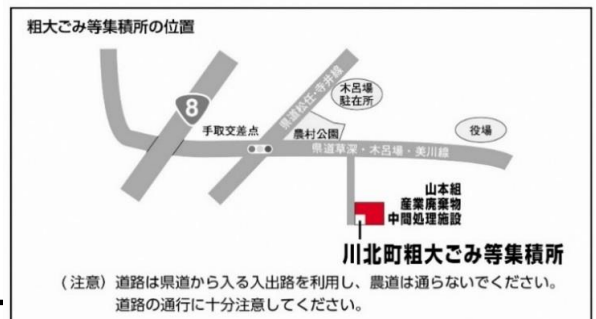 粗大ごみ等集積所の位置
8
県道松任・寺井線
木呂場
駐在所
手取交差点
農村公園
役場
県道草深・木呂場・美川線
山本組
産業廃棄物
中間処理施設
川北町粗大ごみ等集積所
(注意) 道路は県道から入る入出路を利用し、農道は通らないでください。
道路の通行に十分注意してください。